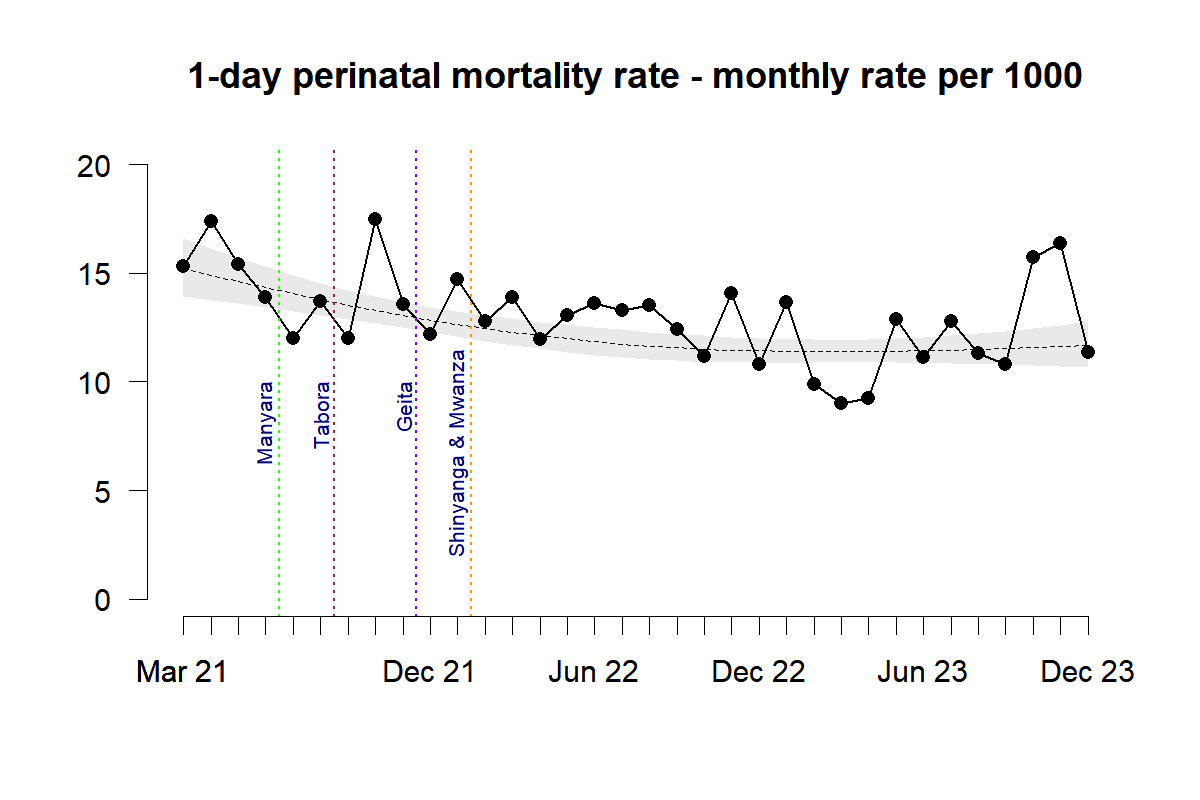 1-day perinatal mortality rate - monthly rate per 1000
20
15
10
5
0
Manyara
Tabora
Geita
Shinyanga & Mwanza
Mar 21
Dec 21
Jun 22
Dec 22
Jun 23
Dec 23